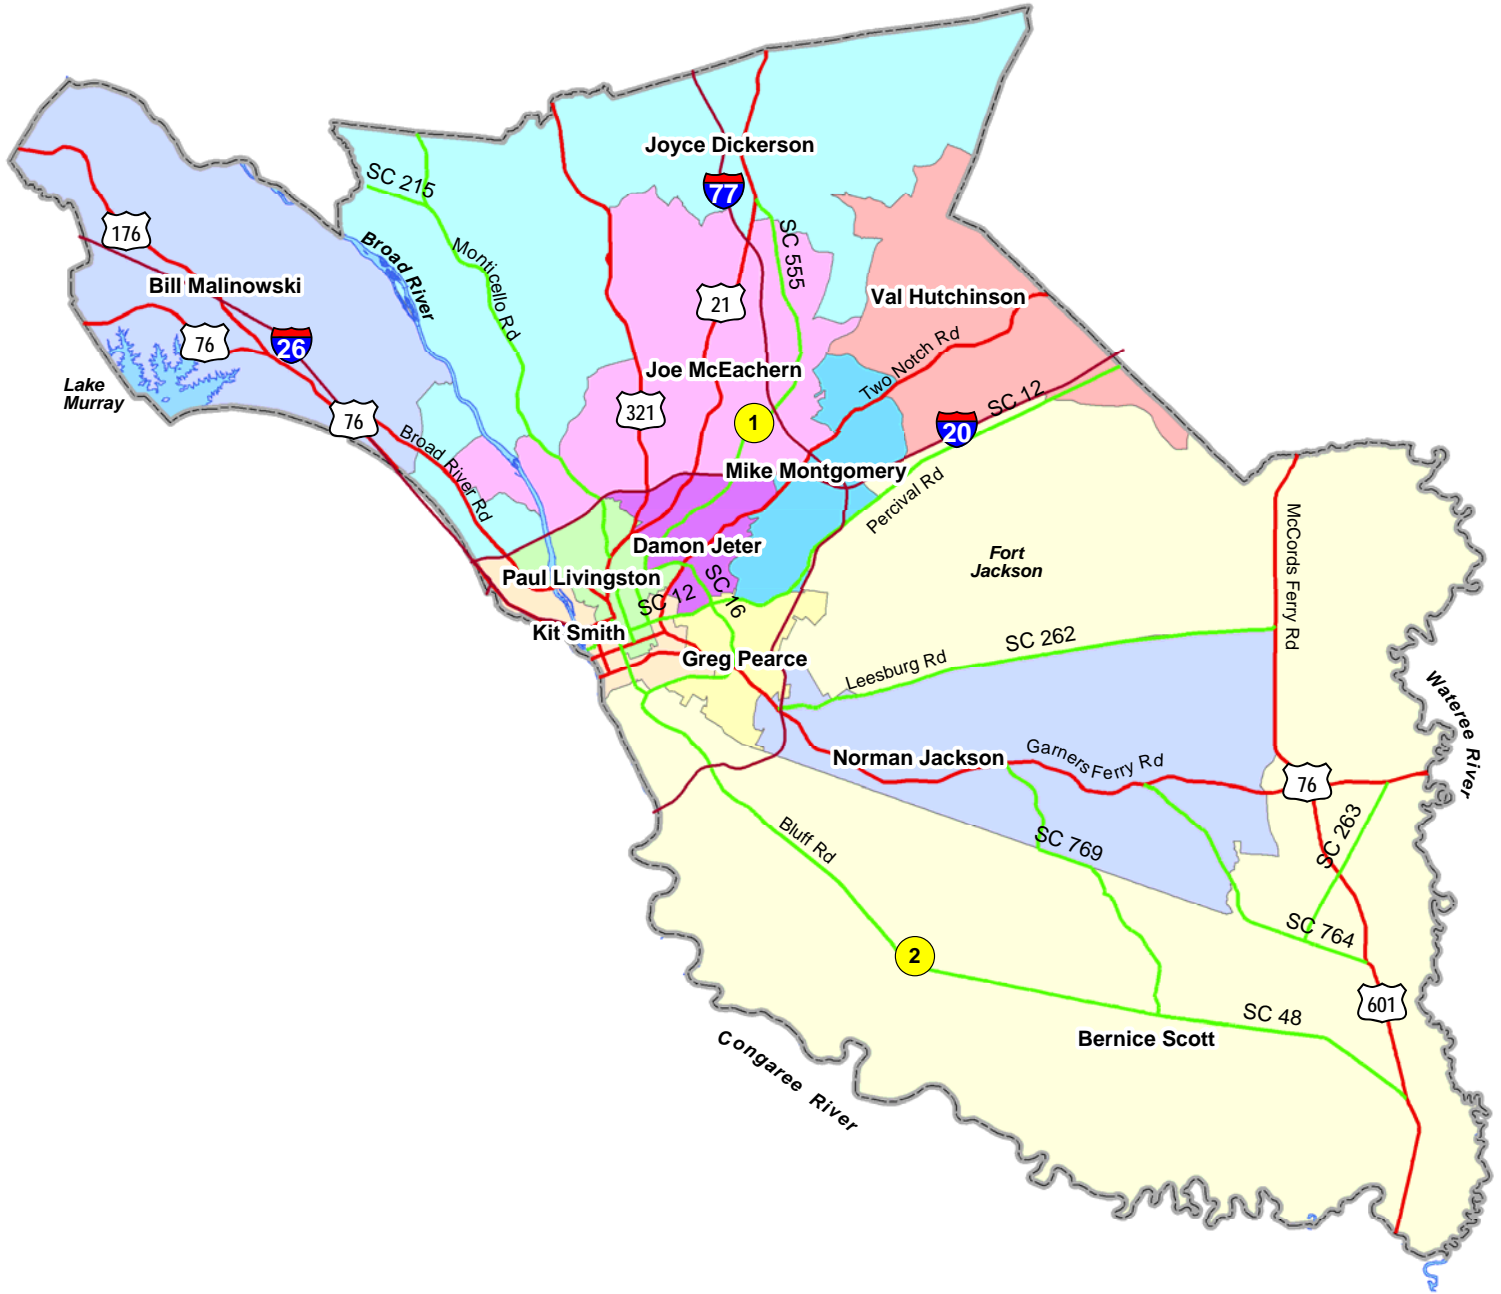 Joyce Dickerson
77
SC 215
176
Broad River
Monticello Rd
SC 555
Bill Malinowski
Val Hutchinson
21
76
26
Two Notch Rd
Lake
Murray
Joe McEachern
321
76
1
SC 12
20
Broad River Rd
Mike Montgomery
Percival Rd
McCords Ferry Rd
Damon Jeter
Fort
Jackson
Paul Livingston
SC 12
SC 16
Kit Smith
SC 262
Greg Pearce
Leesburg Rd
Wateree River
Norman Jackson
Garners Ferry Rd
76
Bluff Rd
SC 769
SC 263
SC 764
2
601
SC 48
Bernice Scott
Congaree River